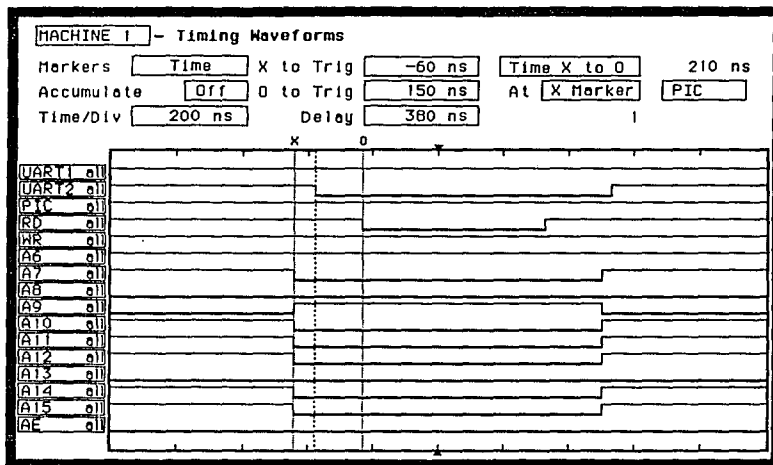 MACHINE 1 - Timing Waveforms
Markers Time X to Trig -60 ns Time X to O 210 ns
Accumulate Off O to Trig 150 ns At X Marker PIC
Time/Div 200 ns Delay 380 ns 1
X O
UART1 all
UART2 all
PIC all
RD all
WR all
A6 all
A7 all
A8 all
A9 all
A10 all
A11 all
A12 all
A13 all
A14 all
A15 all
AE all